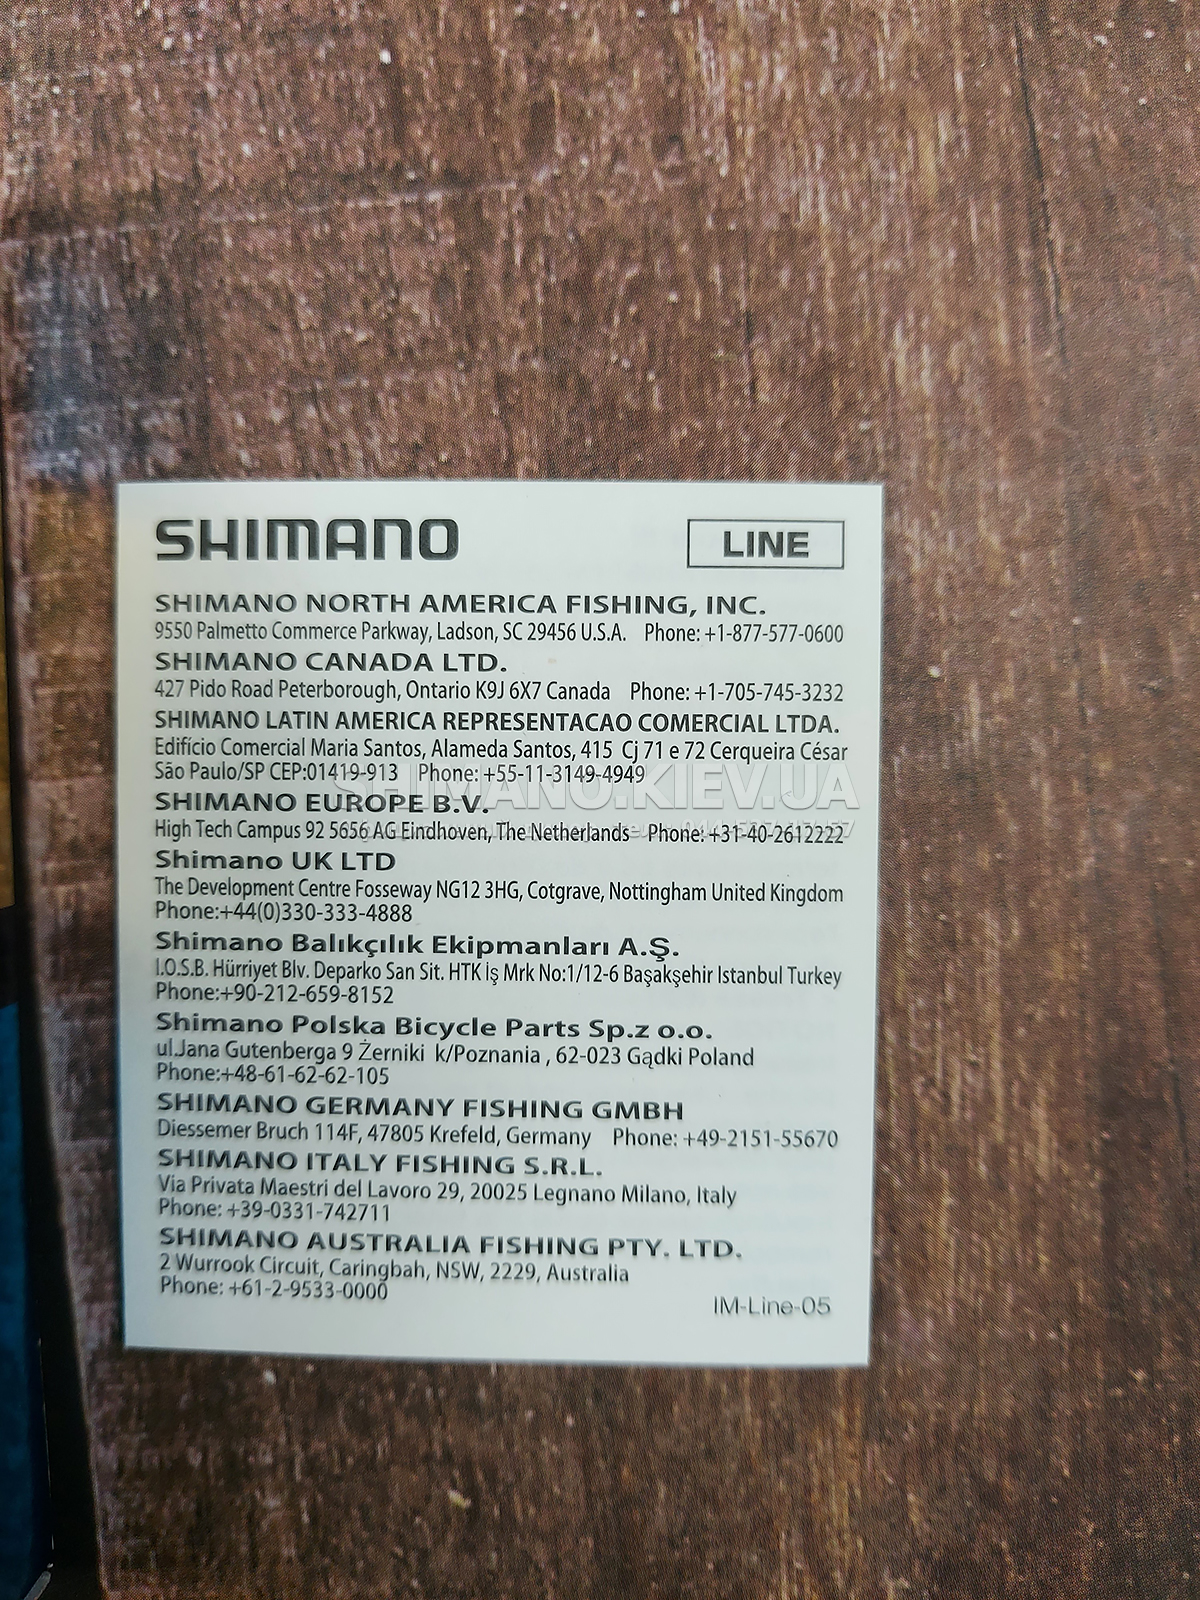 SHIMANO
LINE
SHIMANO NORTH AMERICA FISHING, INC.
9550 Palmetto Commerce Parkway, Ladson, SC 29456 U.S.A. Phone: +1-877-577-0600
SHIMANO CANADA LTD.
427 Pido Road Peterborough, Ontario K9J 6X7 Canada Phone: +1-705-745-3232
SHIMANO LATIN AMERICA REPRESENTACAO COMERCIAL LTDA.
Edifício Comercial Maria Santos, Alameda Santos, 415 Cj 71 e 72 Cerqueira César
São Paulo/SP CEP:01419-913 Phone: +55-11-3149-4949
SHIMANO.KIEV.UA
SHIMANO EUROPE B.V.
High Tech Campus 92 5656 AG Eindhoven, The Netherlands Phone: +31-40-2612222
Shimano UK LTD
The Development Centre Fosseway NG12 3HG, Cotgrave, Nottingham United Kingdom
Phone:+44(0)330-333-4888
Shimano Balıkçılık Ekipmanları A.Ş.
I.O.S.B. Hürriyet Blv. Deparko San Sit. HTK İş Mrk No:1/12-6 Başakşehir Istanbul Turkey
Phone:+90-212-659-8152
Shimano Polska Bicycle Parts Sp.z o.o.
ul.Jana Gutenberga 9 Żerniki k/Poznania , 62-023 Gądki Poland
Phone:+48-61-62-62-105
SHIMANO GERMANY FISHING GMBH
Diessemer Bruch 114F, 47805 Krefeld, Germany Phone: +49-2151-55670
SHIMANO ITALY FISHING S.R.L.
Via Privata Maestri del Lavoro 29, 20025 Legnano Milano, Italy
Phone: +39-0331-742711
SHIMANO AUSTRALIA FISHING PTY. LTD.
2 Wurrook Circuit, Caringbah, NSW, 2229, Australia
Phone: +61-2-9533-0000
IM-Line-05